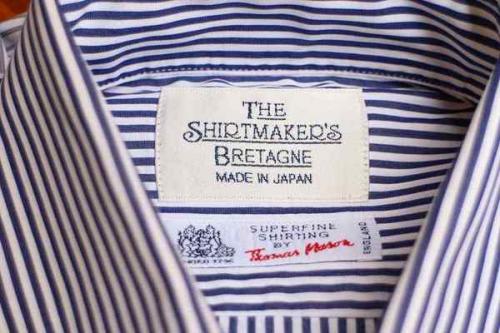 THE
SHIRTMAKER'S
BRETAGNE
MADE IN JAPAN
SUPERFINE
SHIRTING
BY
Thomas Mason
ENGLAND